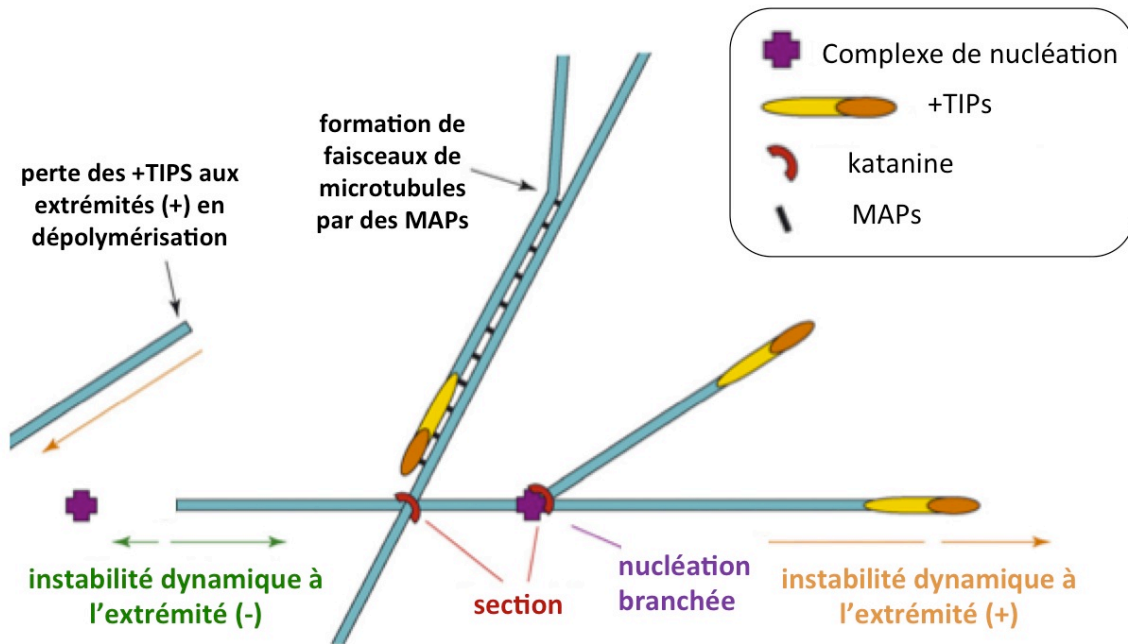 Complexe de nucléation
+TIPs
katanine
MAPs
formation de
faisceaux de
microtubules
par des MAPs
perte des +TIPS aux
extrémités (+) en
dépolymérisation
instabilité dynamique à
l'extrémité (-)
section
nucléation
branchée
instabilité dynamique à
l'extrémité (+)